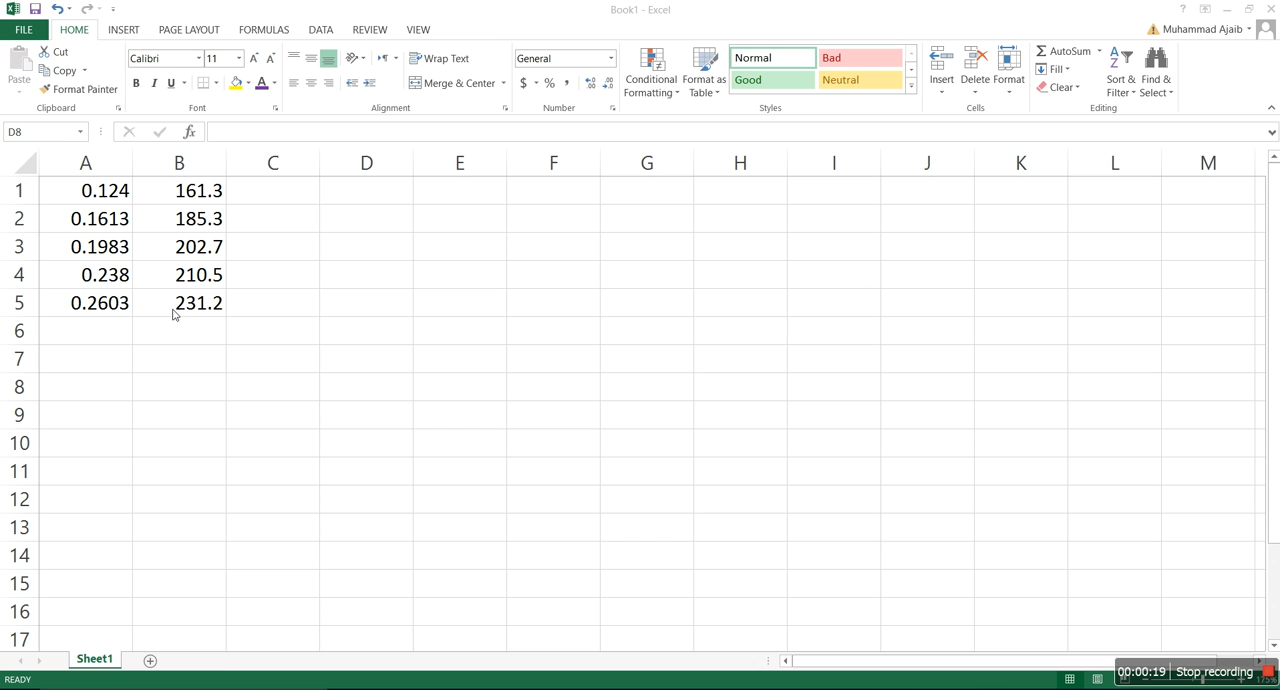 Book1 - Excel
FILE HOME INSERT PAGE LAYOUT FORMULAS DATA REVIEW VIEW
Muhammad Ajaib
Paste
Cut
Copy
Format Painter
Clipboard
Calibri 11
B I U
Font
Wrap Text
Merge & Center
Alignment
General
$ % ,
Number
Conditional Formatting
Format as Table
Normal Bad
Good Neutral
Styles
Insert Delete Format
Cells
AutoSum
Fill
Clear
Sort & Filter
Find & Select
Editing
D8 fx
A B C D E F G H I J K L M
1 0.124 161.3
2 0.1613 185.3
3 0.1983 202.7
4 0.238 210.5
5 0.2603 231.2
6
7
8
9
10
11
12
13
14
15
16
17
Sheet1
READY
00:00:19 Stop recording
175%